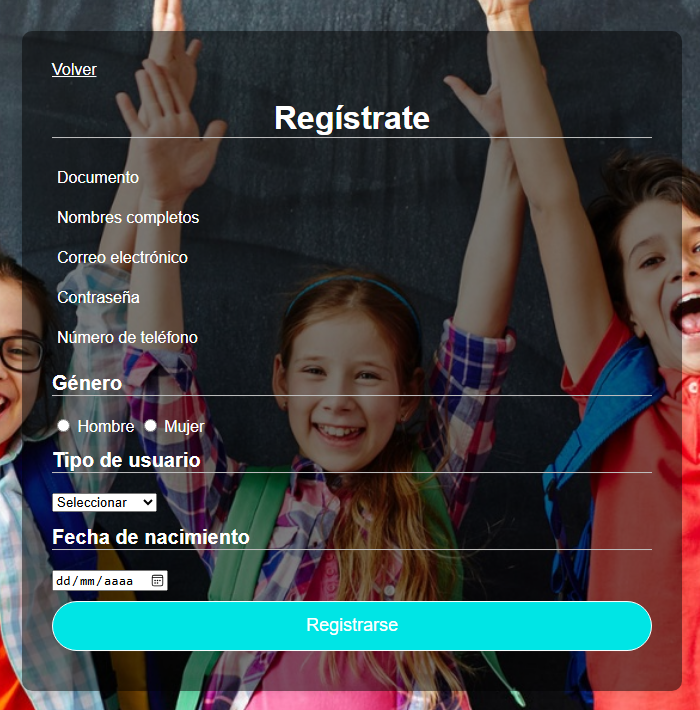 Volver
Regístrate
Documento
Nombres completos
Correo electrónico
Contraseña
Número de teléfono
Género
Hombre Mujer
Tipo de usuario
Seleccionar
Fecha de nacimiento
dd/mm/aaaa
Registrarse